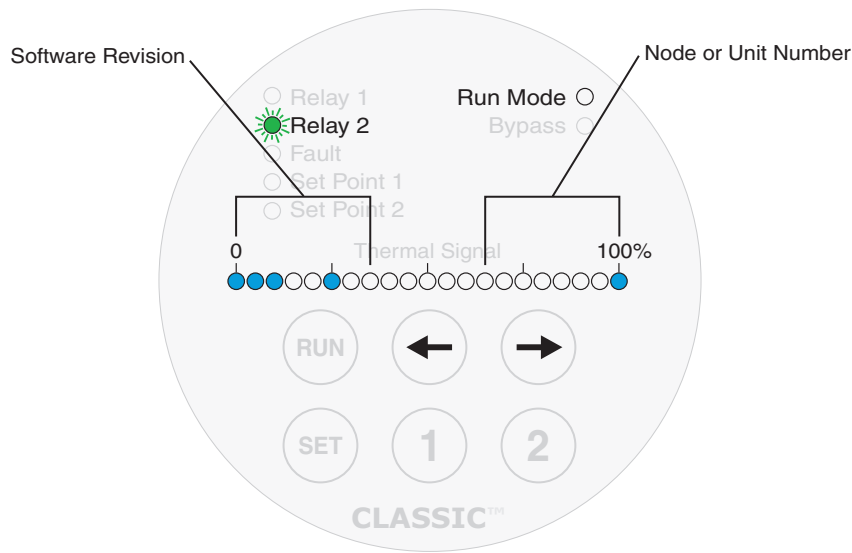 Software Revision
Node or Unit Number
Relay 1
Run Mode
Relay 2
Bypass
Fault
Set Point 1
Set Point 2
0
Thermal Signal
100%
RUN
SET
1
2
CLASSIC™